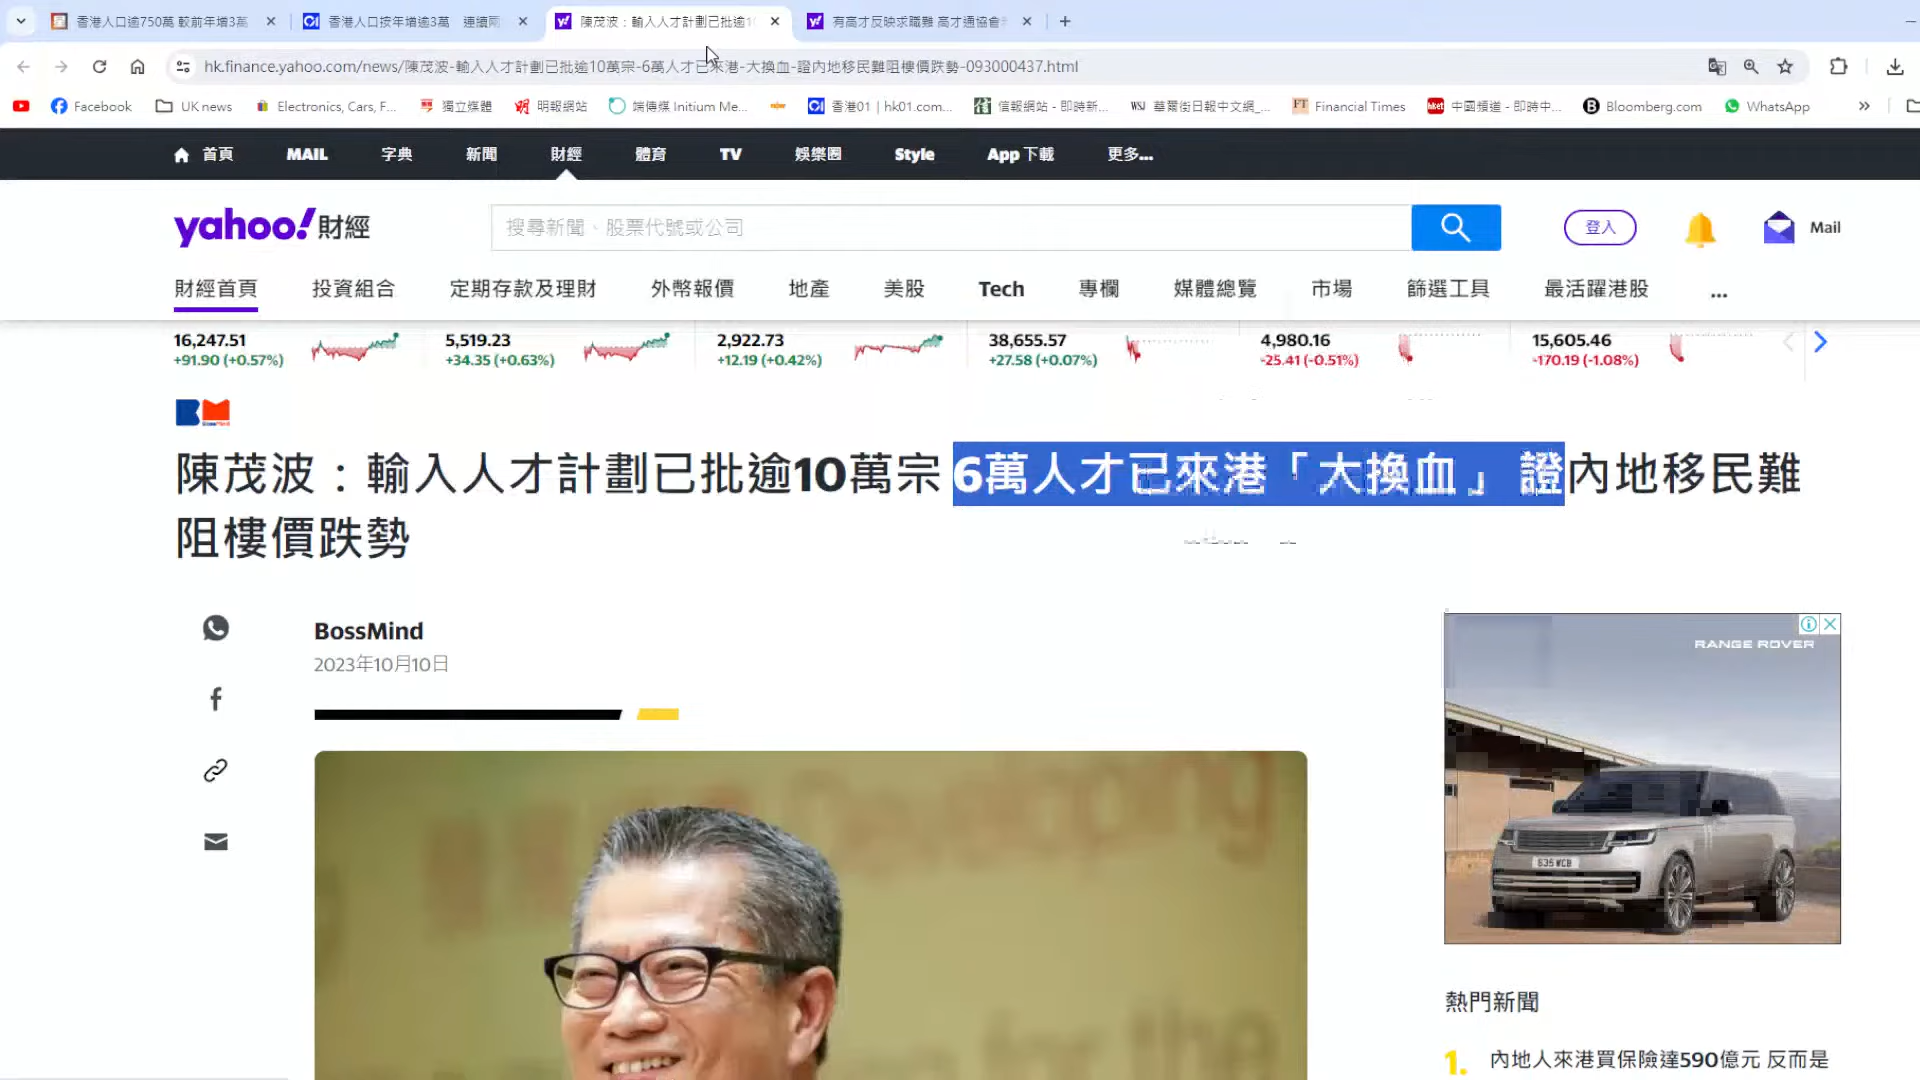 香港人口逾750萬 較前年增3萬
香港人口按年增逾3萬 連續兩
陳茂波：輸入人才計劃已批逾1
有高才反映求職難 高才通協會
hk.finance.yahoo.com/news/陳茂波-輸入人才計劃已批逾10萬宗-6萬人才已來港-大換血-證內地移民難阻樓價跌勢-093000437.html
Facebook
UK news
Electronics, Cars, F...
獨立媒體
明報網站
端傳媒 Initium Me...
now
香港01 | hk01.com...
信報網站 - 即時新...
WSJ 華爾街日報中文網_...
FT Financial Times
hket 中國頻道 - 即時中...
Bloomberg.com
WhatsApp
首頁 MAIL 字典 新聞 財經 體育 TV 娛樂圈 Style App 下載 更多...
yahoo!財經
搜尋新聞、股票代號或公司
登入
Mail
財經首頁 投資組合 定期存款及理財 外幣報價 地產 美股 Tech 專欄 媒體總覽 市場 篩選工具 最活躍港股 ...
16,247.51 5,519.23 2,922.73 38,655.57 4,980.16 15,605.46
+91.90 (+0.57%) +34.35 (+0.63%) +12.19 (+0.42%) +27.58 (+0.07%) -25.41 (-0.51%) -170.19 (-1.08%)
陳茂波：輸入人才計劃已批逾10萬宗 6萬人才已來港「大換血」 證內地移民難
阻樓價跌勢
BossMind
2023年10月10日
Developing
for the
RANGE ROVER
熱門新聞
1. 內地人來港買保險達590億元 反而是